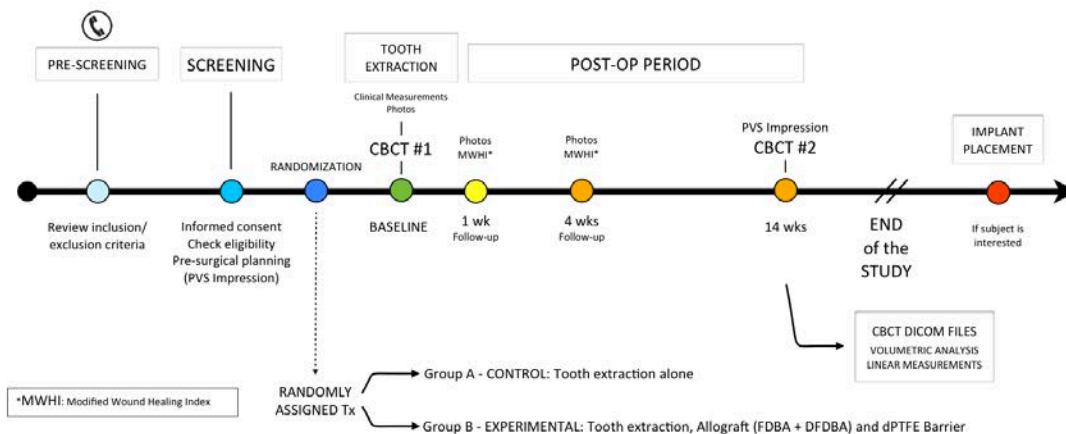 PRE-SCREENING
SCREENING
TOOTH
EXTRACTION
POST-OP PERIOD
Clinical Measurements
Photos
CBCT #1
Photos
MWHI*
Photos
MWHI*
PVS Impression
CBCT #2
IMPLANT
PLACEMENT
RANDOMIZATION
Review inclusion/
exclusion criteria
Informed consent
Check eligibility
Pre-surgical planning
(PVS Impression)
BASELINE
1 wk
Follow-up
4 wks
Follow-up
14 wks
END
of the
STUDY
If subject is
interested
CBCT DICOM FILES
VOLUMETRIC ANALYSIS
LINEAR MEASUREMENTS
RANDOMLY
ASSIGNED Tx
Group A - CONTROL: Tooth extraction alone
Group B - EXPERIMENTAL: Tooth extraction, Allograft (FDBA + DFDBA) and dPTFE Barrier
*MWHI: Modified Wound Healing Index